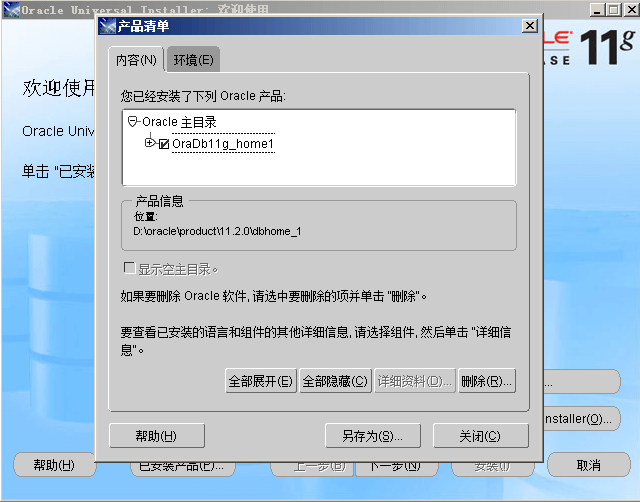 Oracle Universal Installer: 欢迎使用
产品清单
11g
内容(N)
环境(E)
欢迎使用
您已经安装了下列 Oracle 产品:
Oracle 主目录
OraDb11g_home1
Oracle Univ
单击 "已安装
产品信息
位置:
D:\oracle\product\11.2.0\dbhome_1
显示空主目录。
如果要删除 Oracle 软件, 请选中要删除的项并单击 "删除"。
要查看已安装的语言和组件的其他详细信息, 请选择组件, 然后单击 "详细信
息"。
全部展开(E) 全部隐藏(C) 详细资料(D)... 删除(R)...
nstaller(O)...
帮助(H) 另存为(S)... 关闭(C)
帮助(H) 已安装产品(P)... 上一步(B) 下一步(N) 安装(I) 取消